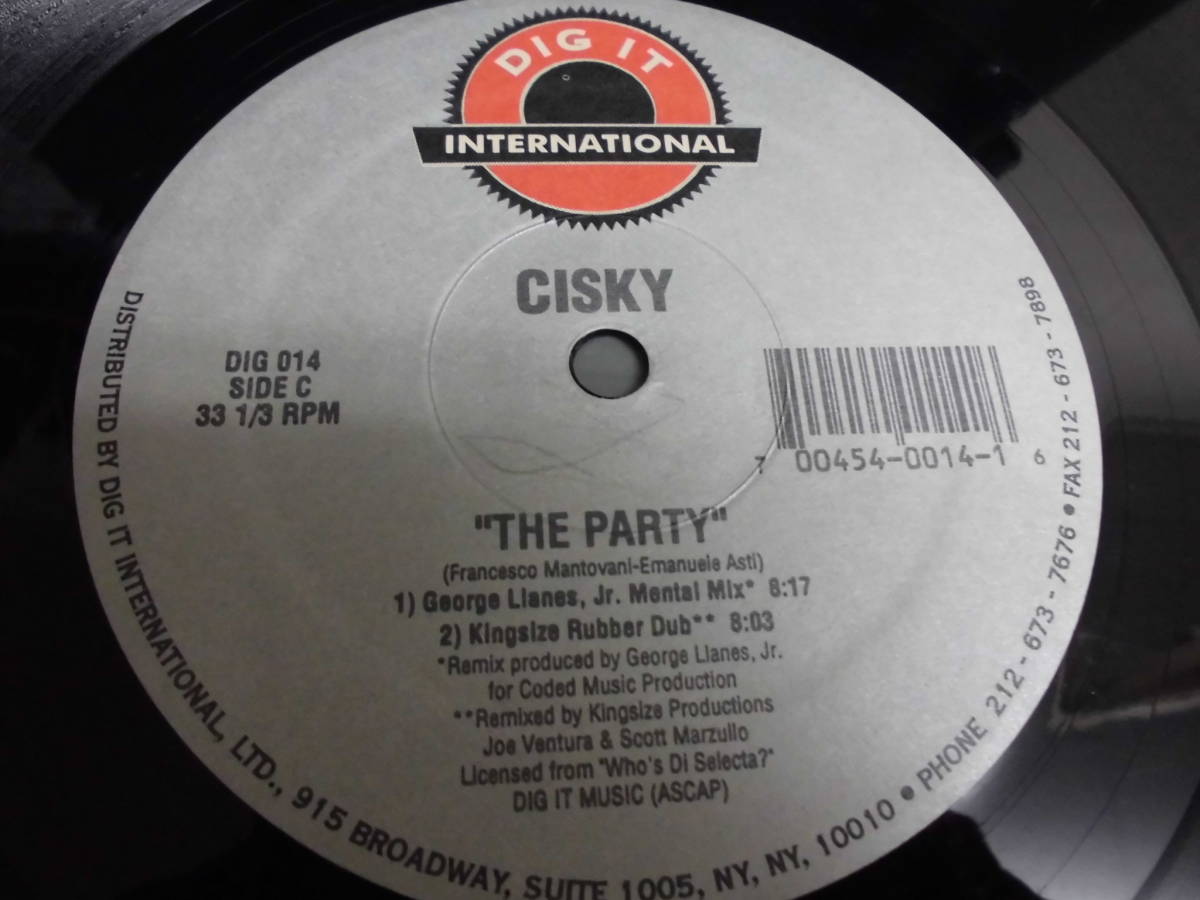 DIG IT
INTERNATIONAL
CISKY
DIG 014
SIDE C
33 1/3 RPM
7 00454-0014-1 6
"THE PARTY"
(Francesco Mantovani-Emanuele Asti)
1) George Llanes, Jr. Mental Mix* 8:17
2) Kingsize Rubber Dub** 8:03
*Remix produced by George Llanes, Jr.
for Coded Music Production
**Remixed by Kingsize Productions
Joe Ventura & Scott Marzullo
Licensed from "Who's Di Selecta?"
DIG IT MUSIC (ASCAP)
DISTRIBUTED BY DIG IT INTERNATIONAL, LTD., 915 BROADWAY, SUITE 1005, NY, NY, 10010 • PHONE 212-673-7676 • FAX 212-673-7898